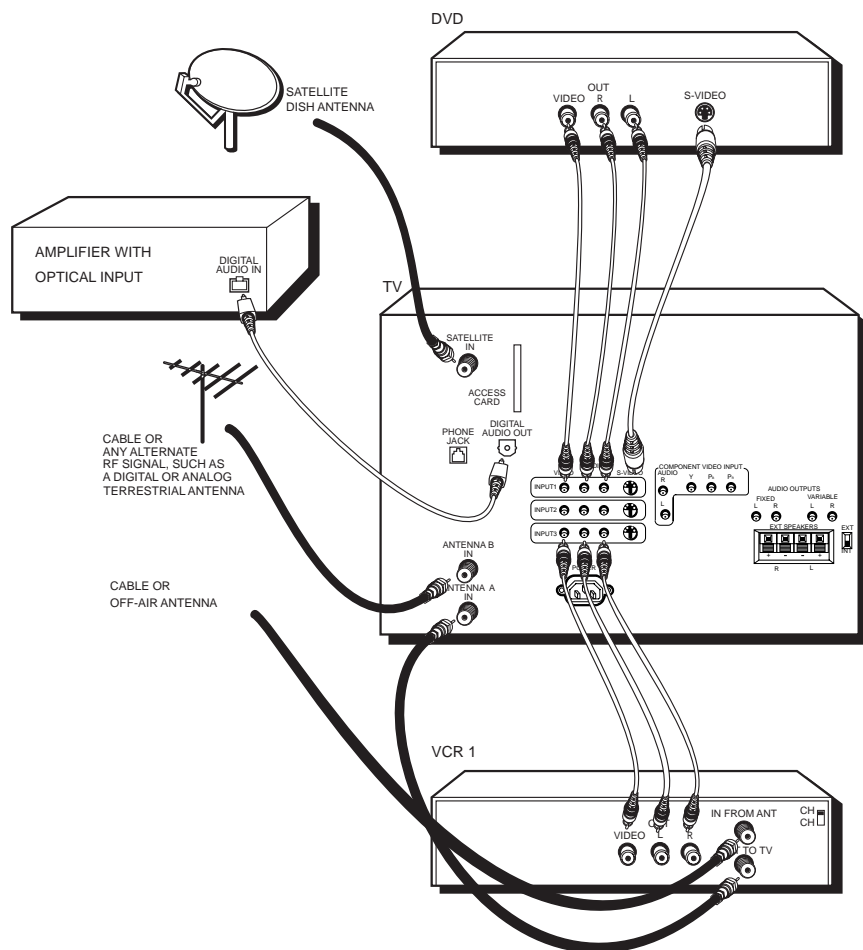 DVD
SATELLITE
DISH ANTENNA
OUT
VIDEO R L
S-VIDEO
AMPLIFIER WITH
OPTICAL INPUT
DIGITAL
AUDIO IN
TV
SATELLITE
IN
ACCESS
CARD
PHONE
JACK
DIGITAL
AUDIO OUT
CABLE OR
ANY ALTERNATE
RF SIGNAL, SUCH AS
A DIGITAL OR ANALOG
TERRESTRIAL ANTENNA
S-VIDEO
INPUT1
INPUT2
INPUT3
COMPONENT VIDEO INPUT
AUDIO
R Y
L
AUDIO OUTPUTS
FIXED VARIABLE
L R L R
EXT SPEAKERS
+ - - +
R L
EXT
INT
ANTENNA B
IN
ANTENNA A
IN
CABLE OR
OFF-AIR ANTENNA
VCR 1
IN FROM ANT
CH
CH
VIDEO L R
TO TV